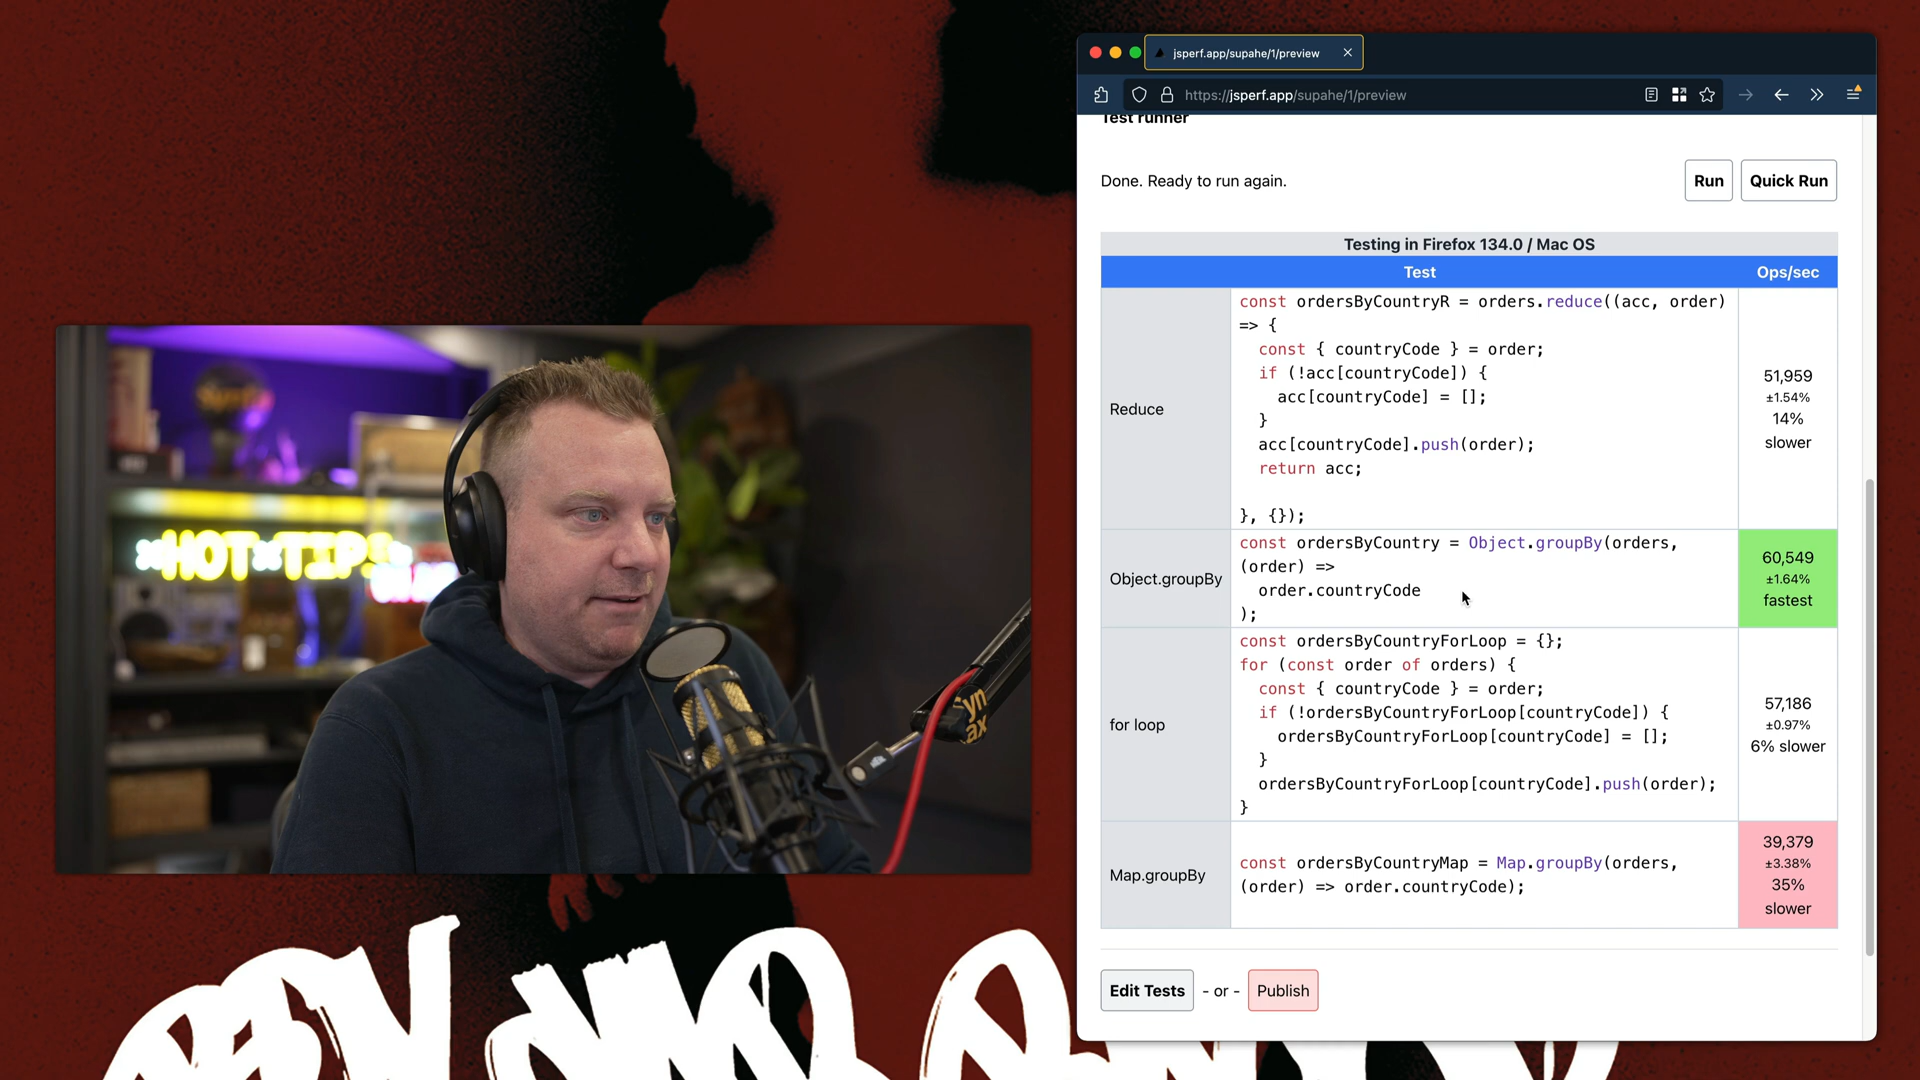 jsperf.app/supahe/1/preview
https://jsperf.app/supahe/1/preview
Test runner
Done. Ready to run again.
Run
Quick Run
Testing in Firefox 134.0 / Mac OS
Test
Ops/sec
Reduce
const ordersByCountryR = orders.reduce((acc, order)
=> {
const { countryCode } = order;
if (!acc[countryCode]) {
acc[countryCode] = [];
}
acc[countryCode].push(order);
return acc;
}, {});
51,959
±1.54%
14%
slower
Object.groupBy
const ordersByCountry = Object.groupBy(orders,
(order) =>
order.countryCode
);
60,549
±1.64%
fastest
for loop
const ordersByCountryForLoop = {};
for (const order of orders) {
const { countryCode } = order;
if (!ordersByCountryForLoop[countryCode]) {
ordersByCountryForLoop[countryCode] = [];
}
ordersByCountryForLoop[countryCode].push(order);
}
57,186
±0.97%
6% slower
Map.groupBy
const ordersByCountryMap = Map.groupBy(orders,
(order) => order.countryCode);
39,379
±3.38%
35%
slower
Edit Tests
- or -
Publish
HOT TIPS